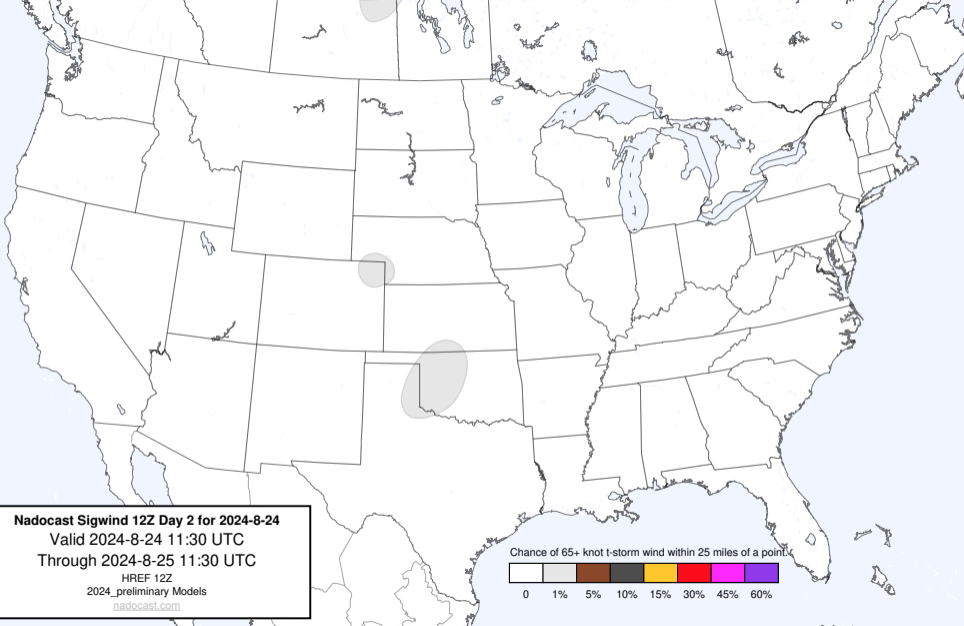 Nadocast Sigwind 12Z Day 2 for 2024-8-24
Valid 2024-8-24 11:30 UTC
Through 2024-8-25 11:30 UTC
HREF 12Z
2024_preliminary Models
nadocast.com
Chance of 65+ knot t-storm wind within 25 miles of a point.
0 1% 5% 10% 15% 30% 45% 60%